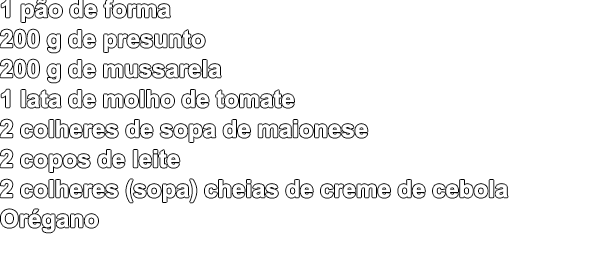 1 pão de forma
200 g de presunto
200 g de mussarela
1 lata de molho de tomate
2 colheres de sopa de maionese
2 copos de leite
2 colheres (sopa) cheias de creme de cebola
Orégano